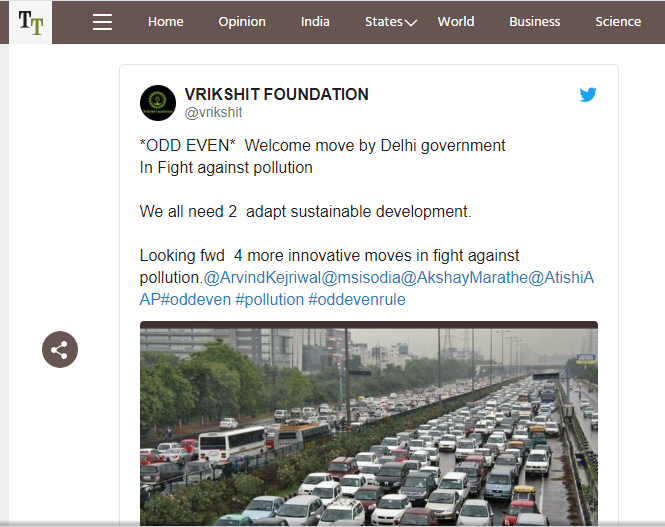 TT
Home Opinion India States World Business Science
VRIKSHIT FOUNDATION
@vrikshit
*ODD EVEN*  Welcome move by Delhi government
In Fight against pollution
We all need 2  adapt sustainable development.
Looking fwd  4 more innovative moves in fight against
pollution.@ArvindKejriwal@msisodia@AkshayMarathe@AtishiA
AP#oddeven #pollution #oddevenrule